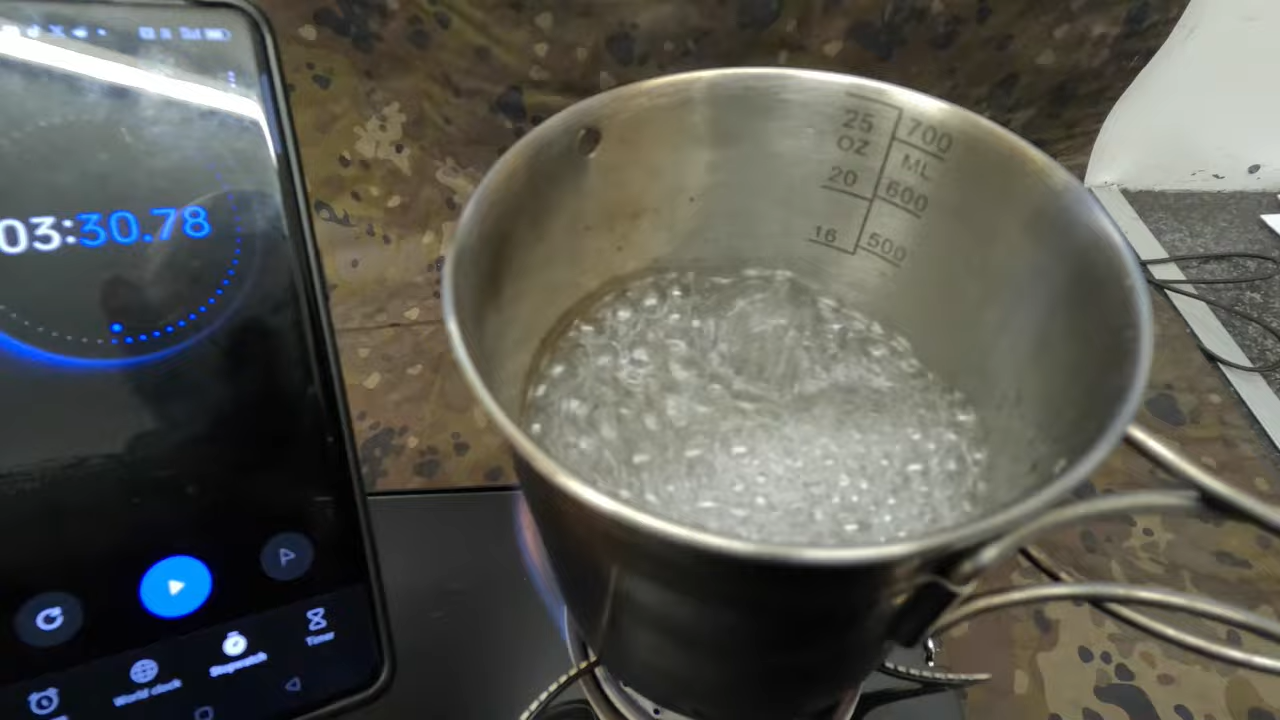 03:30.78
Stopwatch
Timer
World clock
25 700
OZ ML
20 600
16 500